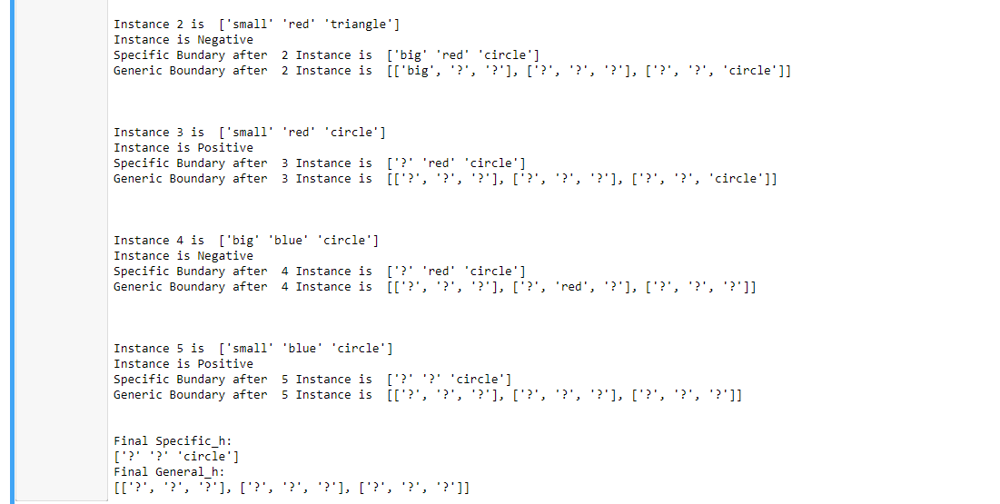 Instance 2 is  ['small' 'red' 'triangle']
Instance is Negative
Specific Bundary after  2 Instance is  ['big' 'red' 'circle']
Generic Boundary after  2 Instance is  [['big', '?', '?'], ['?', '?', '?'], ['?', '?', 'circle']]
Instance 3 is  ['small' 'red' 'circle']
Instance is Positive
Specific Bundary after  3 Instance is  ['?' 'red' 'circle']
Generic Boundary after  3 Instance is  [['?', '?', '?'], ['?', '?', '?'], ['?', '?', 'circle']]
Instance 4 is  ['big' 'blue' 'circle']
Instance is Negative
Specific Bundary after  4 Instance is  ['?' 'red' 'circle']
Generic Boundary after  4 Instance is  [['?', '?', '?'], ['?', 'red', '?'], ['?', '?', '?']]
Instance 5 is  ['small' 'blue' 'circle']
Instance is Positive
Specific Bundary after  5 Instance is  ['?' '?' 'circle']
Generic Boundary after  5 Instance is  [['?', '?', '?'], ['?', '?', '?'], ['?', '?', '?']]
Final Specific_h:
['?' '?' 'circle']
Final General_h:
[['?', '?', '?'], ['?', '?', '?'], ['?', '?', '?']]